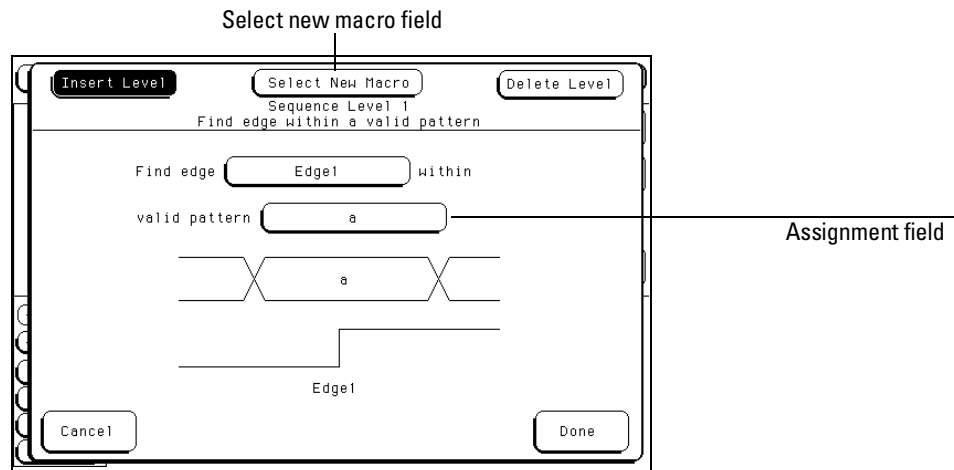 Select new macro field
Insert Level
Select New Macro
Delete Level
Sequence Level 1
Find edge within a valid pattern
Find edge Edge1 within
valid pattern a
Assignment field
a
Edge1
Cancel
Done